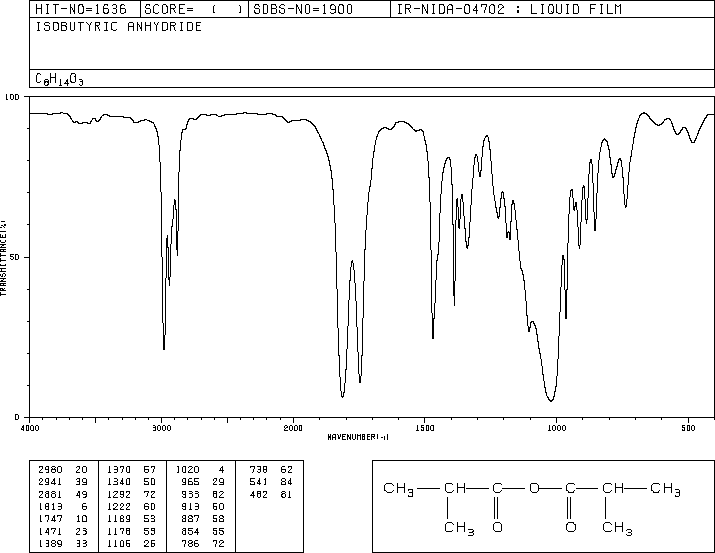 HIT-NO=1636 SCORE= ( ) SDBS-NO=1900 IR-NIDA-04702 : LIQUID FILM
ISOBUTYRIC ANHYDRIDE
C8H14O3
100
50
0
TRANSMITTANCE(%)
4000 3000 2000 1500 1000 500
WAVENUMBER(-1)
2980 20 1370 57 1020 4 738 62
2941 39 1340 50 965 29 541 84
2881 49 1292 72 933 62 482 81
1813 6 1222 60 913 60
1747 10 1189 53 887 58
1471 23 1178 53 854 55
1389 33 1106 26 786 72
CH3 CH C O C CH CH3
CH3 O O CH3